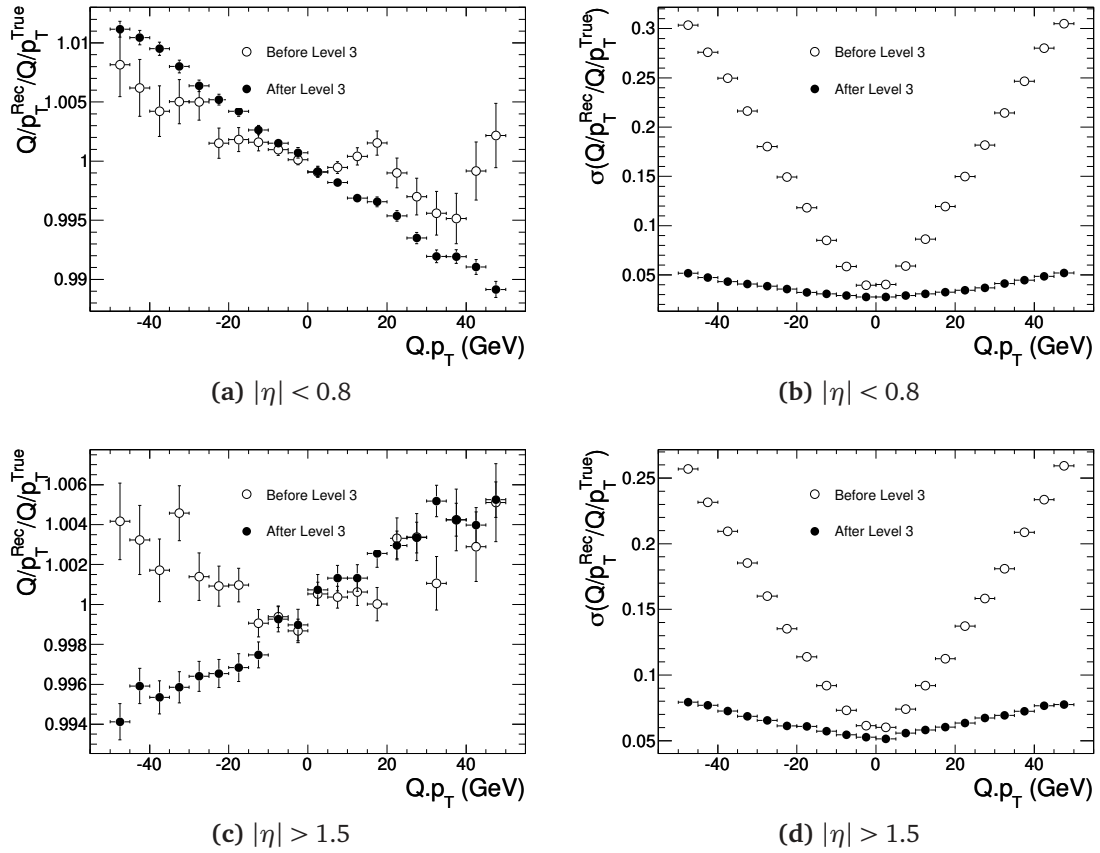 Q/p_T^Rec/Q/p_T^True
1.01
1.005
1
0.995
0.99
Before Level 3
After Level 3
-40 -20 0 20 40
Q.p_T (GeV)
(a) |η| < 0.8
σ(Q/p_T^Rec/Q/p_T^True)
0.3
0.25
0.2
0.15
0.1
0.05
Before Level 3
After Level 3
-40 -20 0 20 40
Q.p_T (GeV)
(b) |η| < 0.8
Q/p_T^Rec/Q/p_T^True
1.006
1.004
1.002
1
0.998
0.996
0.994
Before Level 3
After Level 3
-40 -20 0 20 40
Q.p_T (GeV)
(c) |η| > 1.5
σ(Q/p_T^Rec/Q/p_T^True)
0.25
0.2
0.15
0.1
0.05
Before Level 3
After Level 3
-40 -20 0 20 40
Q.p_T (GeV)
(d) |η| > 1.5